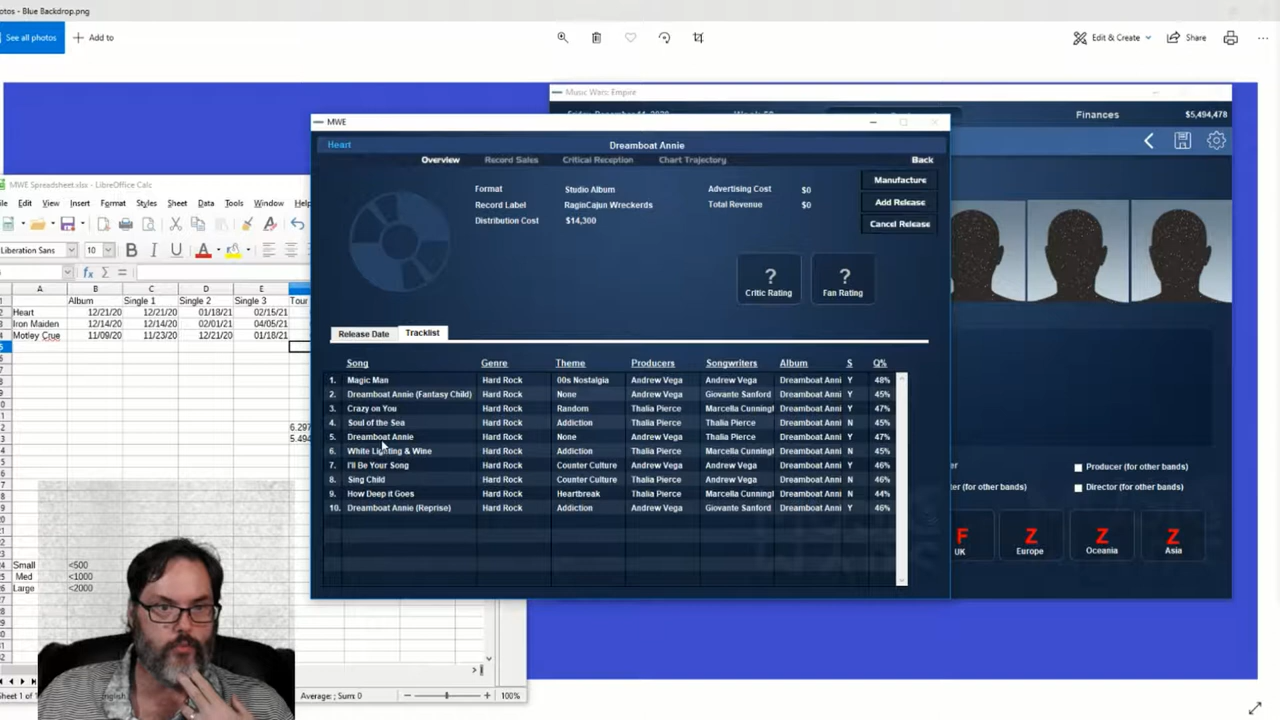 otos - Blue Backdrop.png
See all photos
Add to
Edit & Create
Share
Music Wars: Empire
Finances
$5,494,478
MWE
Heart
Dreamboat Annie
Overview
Record Sales
Critical Reception
Chart Trajectory
Back
Format
Studio Album
Advertising Cost
$0
Manufacture
Record Label
RaginCajun Wreckerds
Total Revenue
$0
Add Release
Distribution Cost
$14,300
Cancel Release
?
Critic Rating
?
Fan Rating
Release Date
Tracklist
Song Genre Theme Producers Songwriters Album S Q%
1. Magic Man Hard Rock 00s Nostalgia Andrew Vega Andrew Vega Dreamboat Anni Y 48%
2. Dreamboat Annie (Fantasy Child) Hard Rock None Andrew Vega Giovante Sanford Dreamboat Anni Y 45%
3. Crazy on You Hard Rock Random Thalia Pierce Marcella Cunningl Dreamboat Anni Y 47%
4. Soul of the Sea Hard Rock Addiction Thalia Pierce Thalia Pierce Dreamboat Anni N 45%
5. Dreamboat Annie Hard Rock None Andrew Vega Thalia Pierce Dreamboat Anni Y 47%
6. White Lighting & Wine Hard Rock Addiction Thalia Pierce Marcella Cunningl Dreamboat Anni N 45%
7. I'll Be Your Song Hard Rock Counter Culture Andrew Vega Andrew Vega Dreamboat Anni Y 46%
8. Sing Child Hard Rock Counter Culture Thalia Pierce Andrew Vega Dreamboat Anni N 46%
9. How Deep it Goes Hard Rock Heartbreak Thalia Pierce Marcella Cunningl Dreamboat Anni N 44%
10. Dreamboat Annie (Reprise) Hard Rock Addiction Andrew Vega Giovante Sanford Dreamboat Anni Y 46%
MWE Spreadsheet.xlsx - LibreOffice Calc
File Edit View Insert Format Styles Sheet Data Tools Window
Liberation Sans
10
A B C D E
Album Single 1 Single 2 Single 3 Tour
Heart 12/21/20 12/21/20 01/18/21 02/15/21
Iron Maiden 12/14/20 12/14/20 02/01/21 04/05/21
Motley Crue 11/09/20 11/23/20 12/21/20 01/18/21
6.297
5.494
Small <500
Med <1000
Large <2000
Average: ; Sum: 0
100%
Producer (for other bands)
(for other bands)
Director (for other bands)
F
UK
Z
Europe
Z
Oceania
Z
Asia